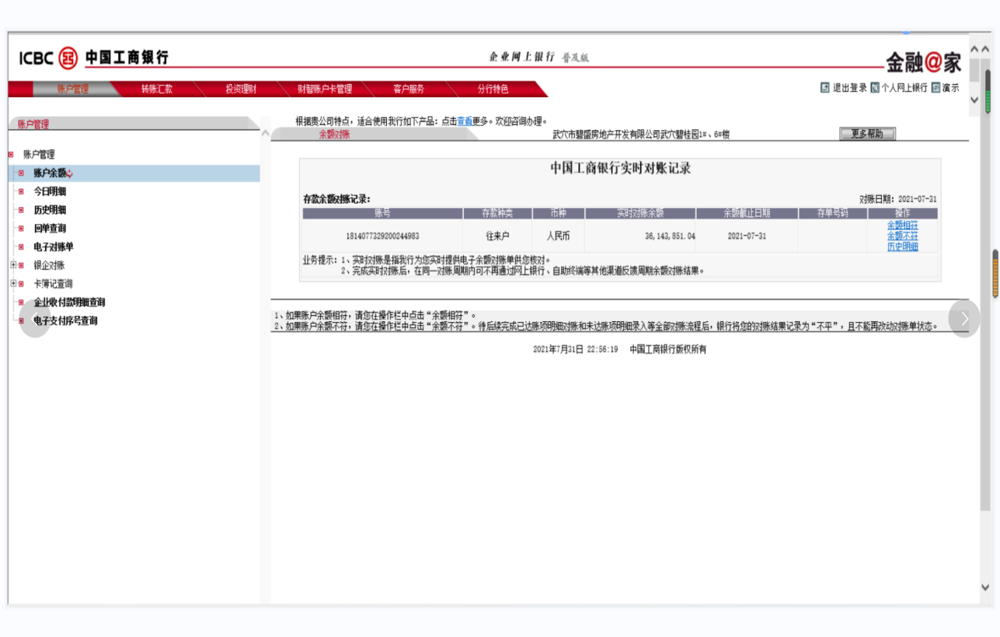 ICBC 中国工商银行
企业网上银行 普及版
金融@家
账户管理 转账汇款 投资理财 财智账户卡管理 客户服务 分行特色
退出登录 个人网上银行 演示
账户管理
账户管理
账户余额
今日明细
历史明细
回单查询
电子对账单
银企对账
卡簿记查询
企业收付款明细查询
电子支付序号查询
根据贵公司特点，适合使用我行如下产品：点击查看更多。欢迎咨询办理。
余额对账 武穴市碧盛房地产开发有限公司武穴碧桂园1#、6#楼 更多帮助
中国工商银行实时对账记录
存款余额对账记录： 对账日期：2021-07-31
账号 存款种类 币种 实时对账余额 余额截止日期 存单号码 操作
1814077329200244983 往来户 人民币 36,143,851.04 2021-07-31
余额相符
余额不符
历史明细
业务提示：1、实时对账是指我行为您实时提供电子余额对账单供您核对。
2、完成实时对账后，在同一对账周期内可不再通过网上银行、自助终端等其他渠道反馈周期余额对账结果。
1、如果账户余额相符，请您在操作栏中点击“余额相符”。
2、如果账户余额不符，请您在操作栏中点击“余额不符”。待后续完成已达账项明细对账和未达账项明细录入等全部对账流程后，银行将您的对账结果记录为“不平”，且不能再改动对账单状态。
2021年7月31日 22:56:19 中国工商银行版权所有